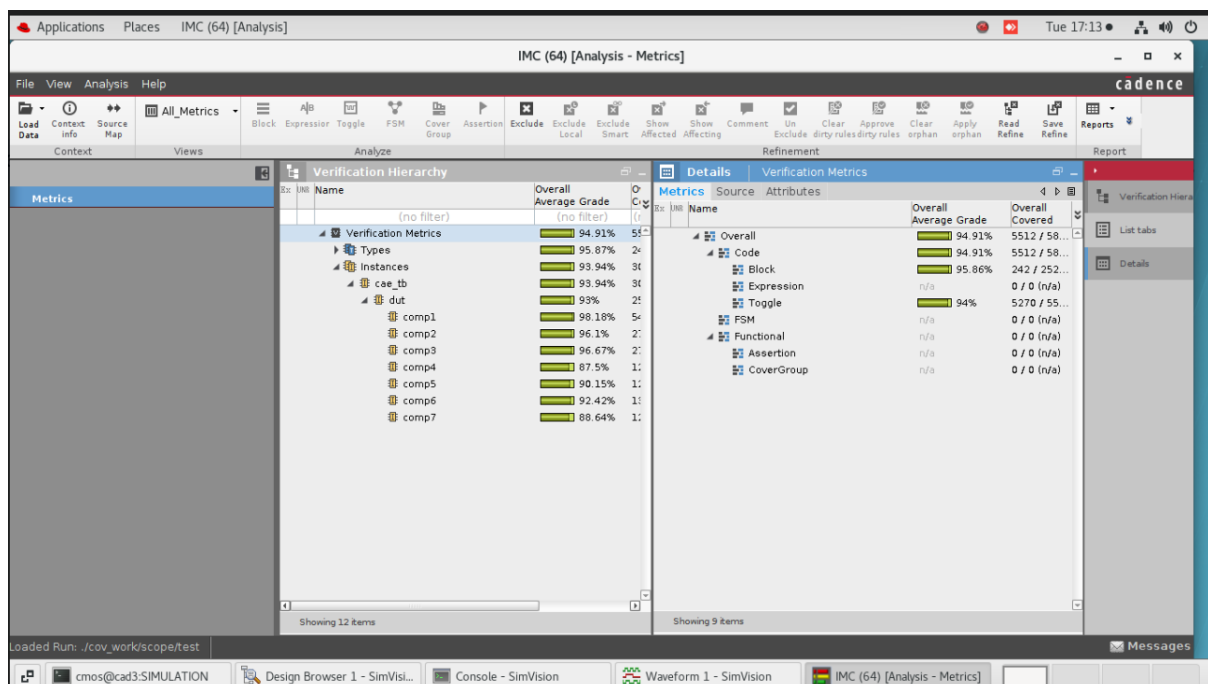 Applications Places IMC (64) [Analysis] Tue 17:13
IMC (64) [Analysis - Metrics]
File View Analysis Help cādence
Load Data Context info Source Map All_Metrics Block Expression Toggle FSM Cover Group Assertion Exclude Exclude Local Exclude Smart Show Affected Show Affecting Comment Un Exclude Clear dirty rules Approve dirty rules Clear orphan Apply orphan Read Refine Save Refine Reports
Context Views Analyze Refinement Report
Metrics
Verification Hierarchy
Ex UNR Name Overall Average Grade
(no filter) (no filter)
Verification Metrics 94.91%
Types 95.87%
Instances 93.94%
cae_tb 93.94%
dut 93%
comp1 98.18%
comp2 96.1%
comp3 96.67%
comp4 87.5%
comp5 90.15%
comp6 92.42%
comp7 88.64%
Showing 12 items
Details Verification Metrics
Metrics Source Attributes
Ex UNR Name Overall Average Grade Overall Covered
Overall 94.91% 5512 / 58...
Code 94.91% 5512 / 58...
Block 95.86% 242 / 252...
Expression n/a 0 / 0 (n/a)
Toggle 94% 5270 / 55...
FSM n/a 0 / 0 (n/a)
Functional n/a 0 / 0 (n/a)
Assertion n/a 0 / 0 (n/a)
CoverGroup n/a 0 / 0 (n/a)
Showing 9 items
Verification Hiera
List tabs
Details
Loaded Run: ./cov_work/scope/test Messages
cmos@cad3:SIMULATION Design Browser 1 - SimVisi... Console - SimVision Waveform 1 - SimVision IMC (64) [Analysis - Metrics]